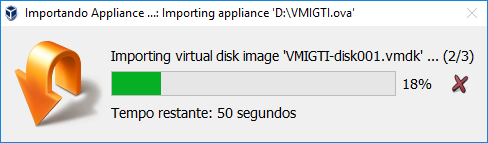 Importando Appliance ...: Importing appliance 'D:\VMIGTI.ova'
Importing virtual disk image 'VMIGTI-disk001.vmdk' ... (2/3)
18%
Tempo restante: 50 segundos